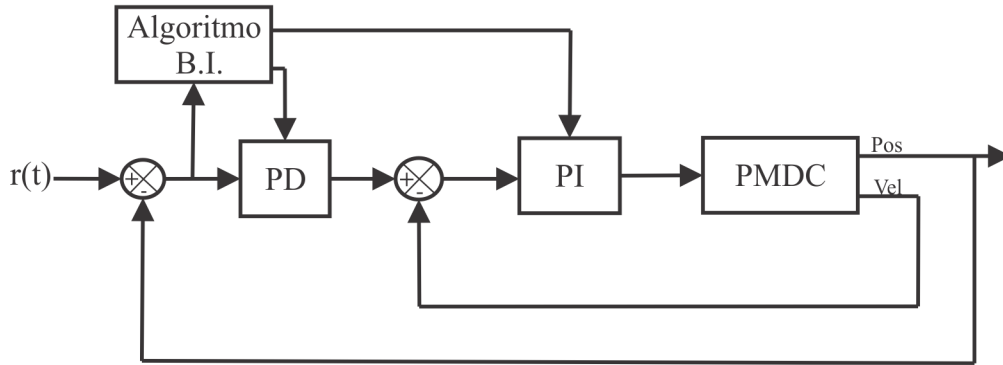 Algoritmo
B.I.
r(t)
+
-
PD
+
-
PI
PMDC
Pos
Vel